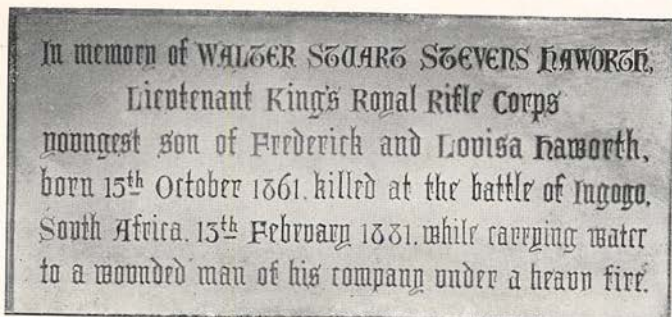 In memory of WALTER STUART STEVENS HAWORTH,
Lieutenant King's Royal Rifle Corps
youngest son of Frederick and Louisa Haworth,
born 15th October 1861. killed at the battle of Ingogo,
South Africa. 13th February 1881. while carrying water
to a wounded man of his company under a heavy fire.